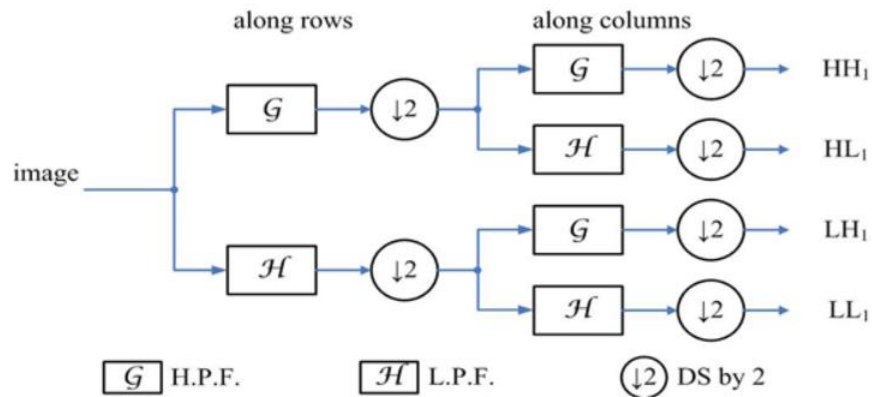 along rows along columns
𝒢 ↓2 HH₁
𝒢 ↓2
ℋ ↓2 HL₁
image
𝒢 ↓2 LH₁
ℋ ↓2
ℋ ↓2 LL₁
𝒢 H.P.F. ℋ L.P.F. ↓2 DS by 2